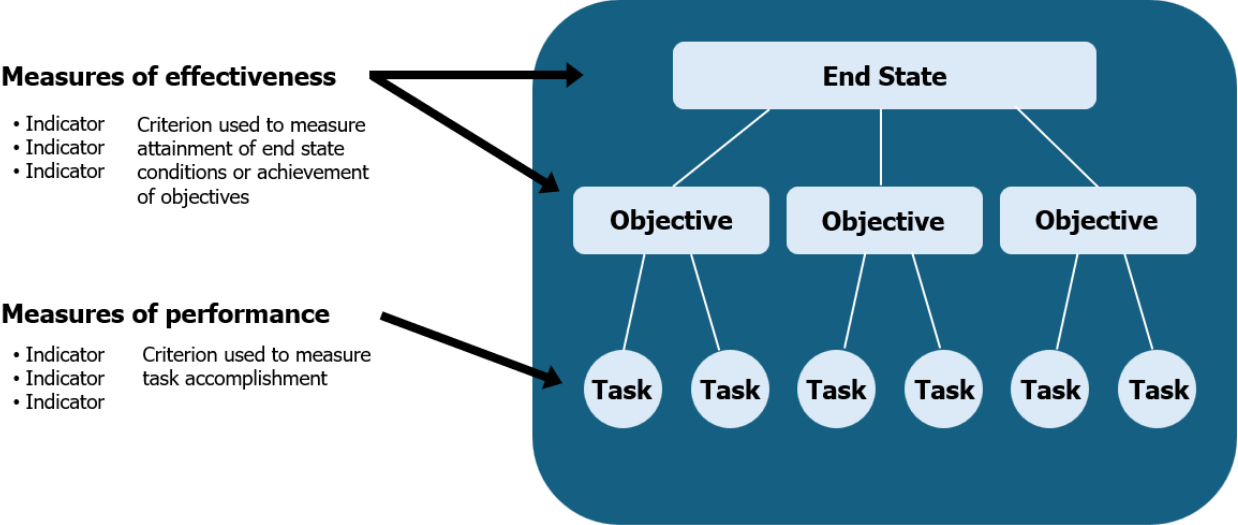 End State
Measures of effectiveness
• Indicator
• Indicator
• Indicator
Criterion used to measure
attainment of end state
conditions or achievement
of objectives
Objective
Objective
Objective
Measures of performance
• Indicator
• Indicator
• Indicator
Criterion used to measure
task accomplishment
Task
Task
Task
Task
Task
Task